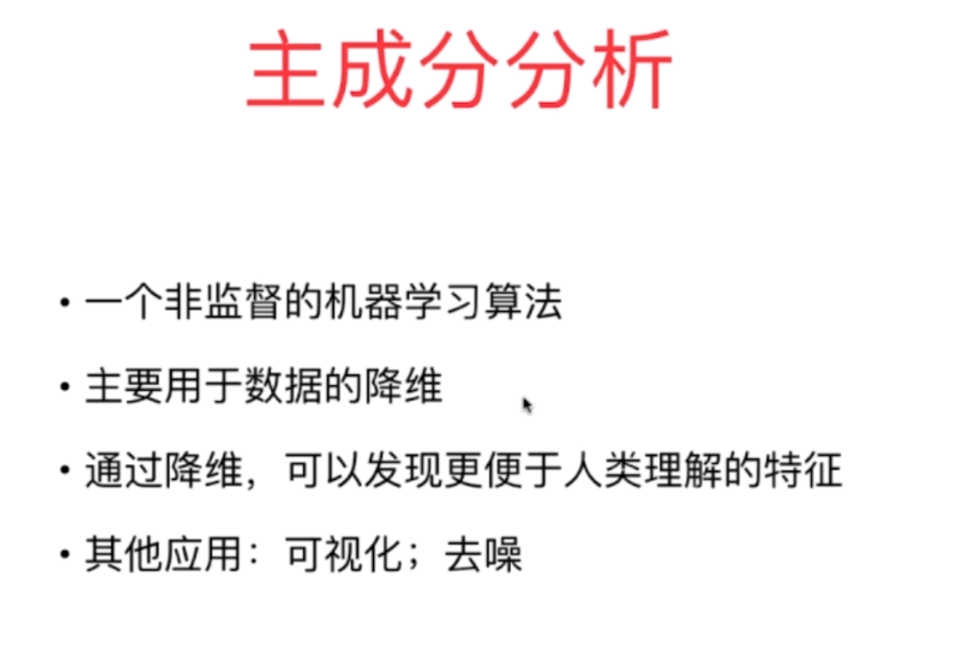 主成分分析
• 一个非监督的机器学习算法
• 主要用于数据的降维
• 通过降维，可以发现更便于人类理解的特征
• 其他应用：可视化；去噪